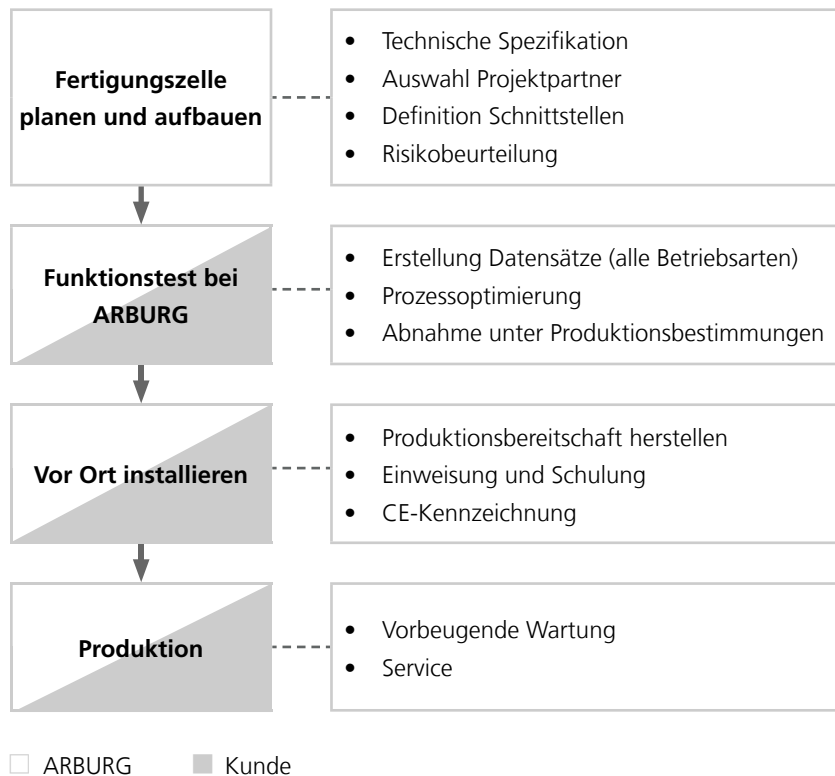 Fertigungszelle
planen und aufbauen
• Technische Spezifikation
• Auswahl Projektpartner
• Definition Schnittstellen
• Risikobeurteilung
Funktionstest bei
ARBURG
• Erstellung Datensätze (alle Betriebsarten)
• Prozessoptimierung
• Abnahme unter Produktionsbestimmungen
Vor Ort installieren
• Produktionsbereitschaft herstellen
• Einweisung und Schulung
• CE-Kennzeichnung
Produktion
• Vorbeugende Wartung
• Service
ARBURG Kunde